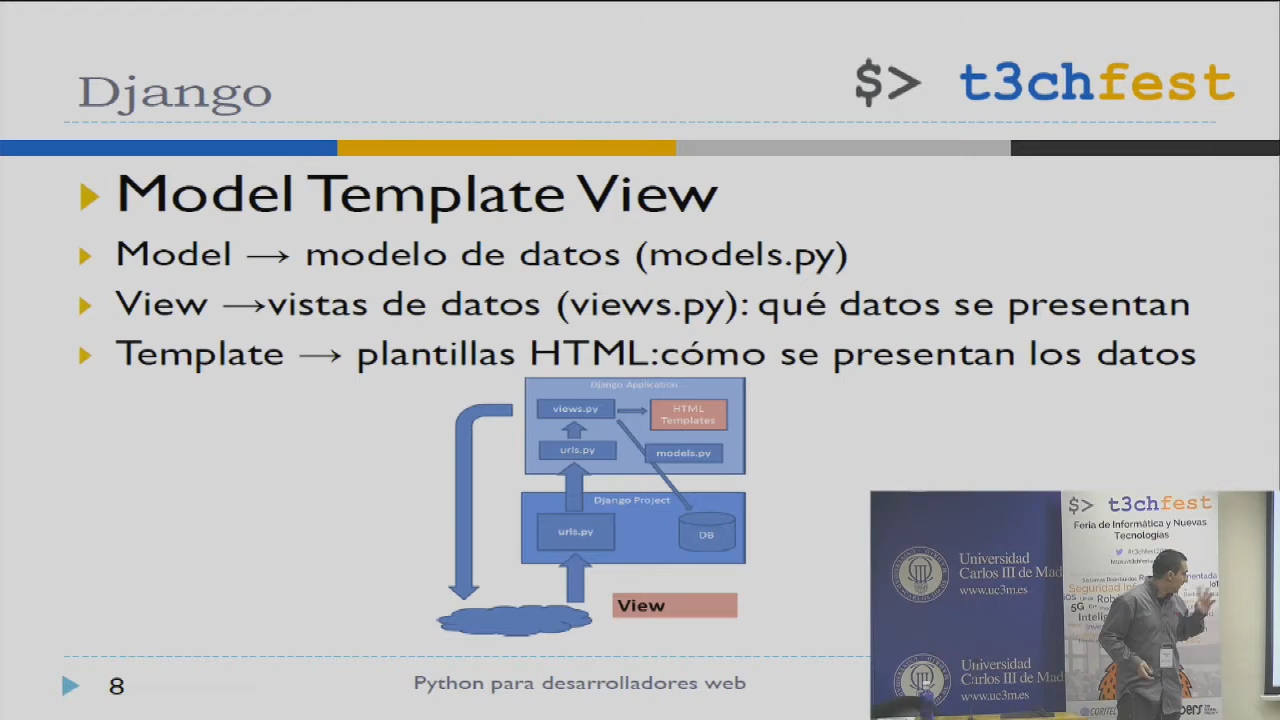 Django
$> t3chfest
Model Template View
Model → modelo de datos (models.py)
View →vistas de datos (views.py): qué datos se presentan
Template → plantillas HTML:cómo se presentan los datos
Django Application
views.py
HTML
Templates
urls.py
models.py
Django Project
urls.py
DB
View
8
Python para desarrolladores web
Universidad
Carlos III de Mad
www.uc3m.es
Universidad
Carlos III de Mad
www.uc3m.es
$> t3chfest
Feria de Informática y Nuevas
Tecnologías
Seguridad
5G